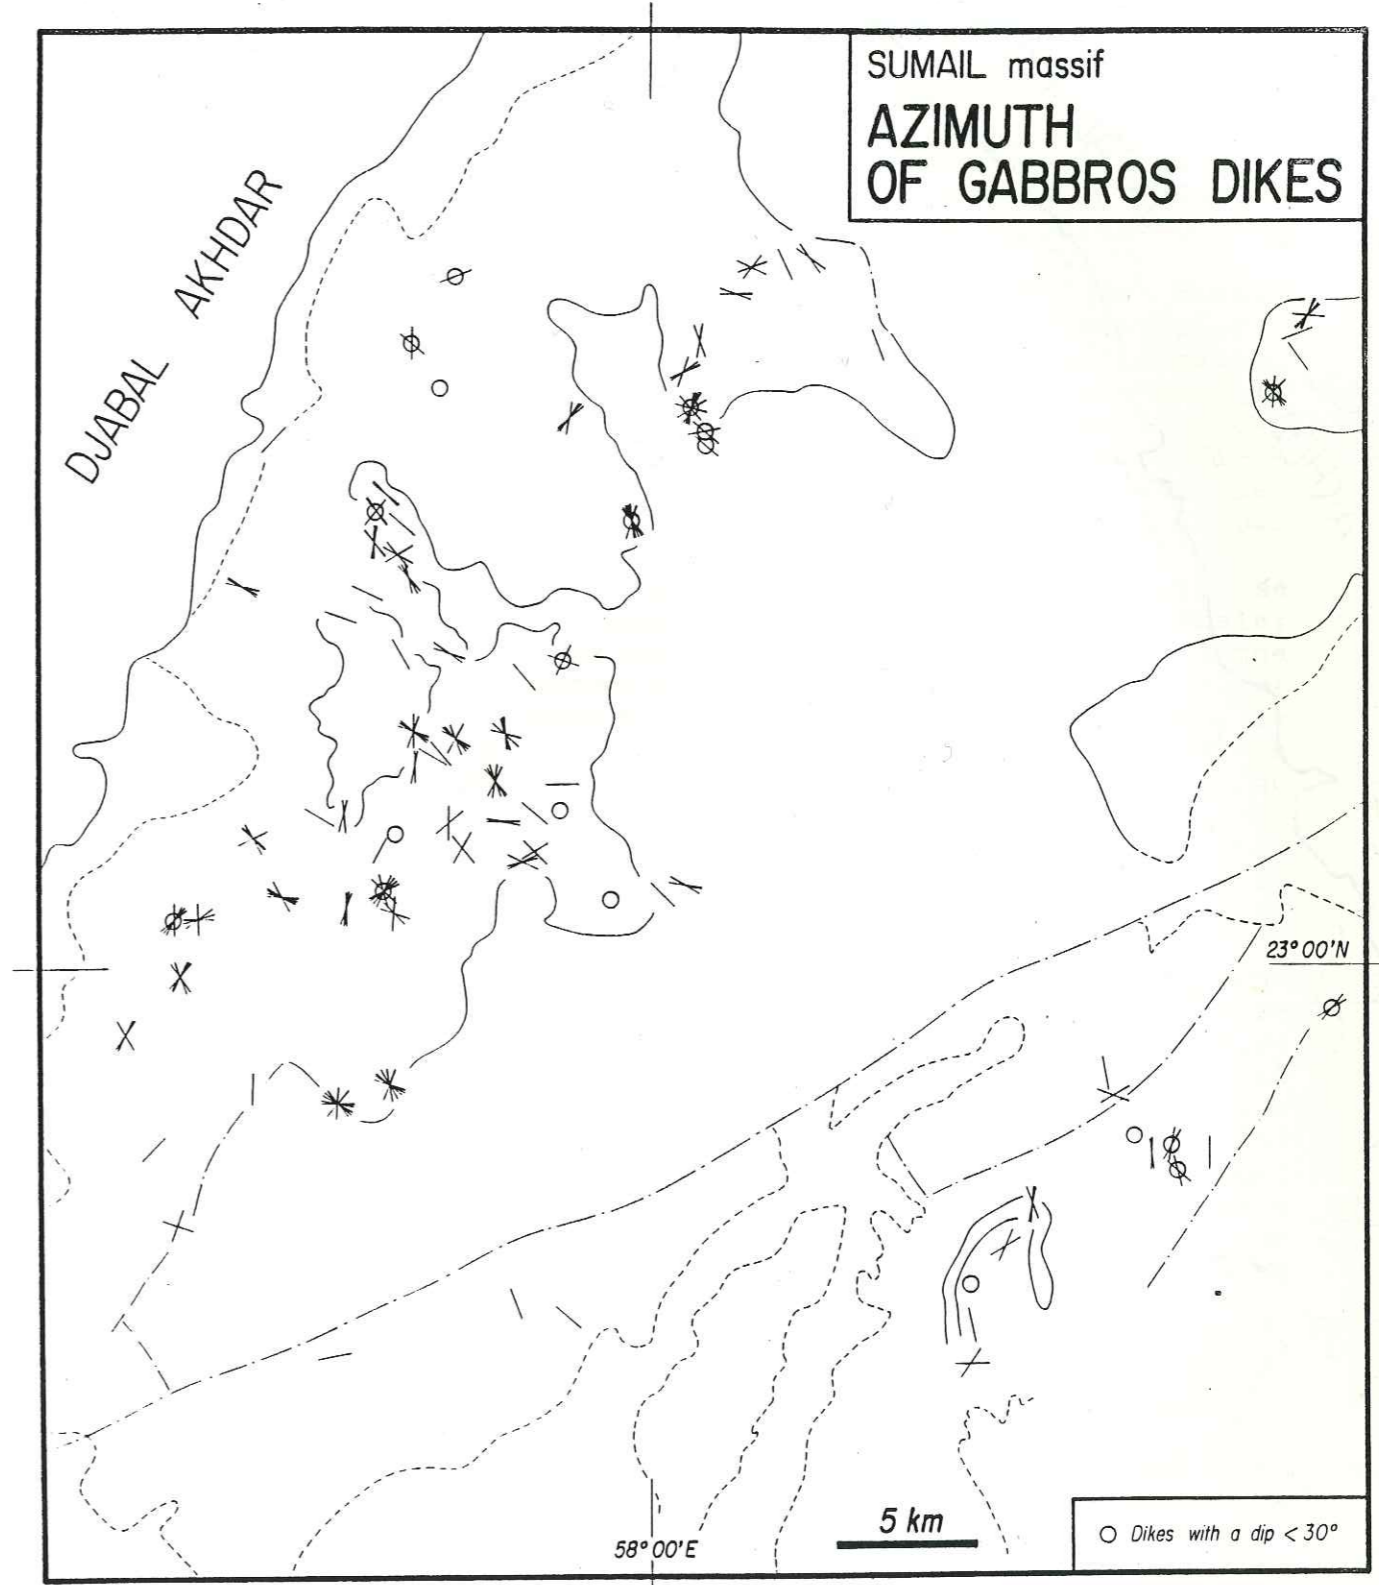 SUMAIL massif
AZIMUTH
OF GABBROS DIKES
DJABAL AKHDAR
23°00'N
58°00'E
5 km
Dikes with a dip < 30°